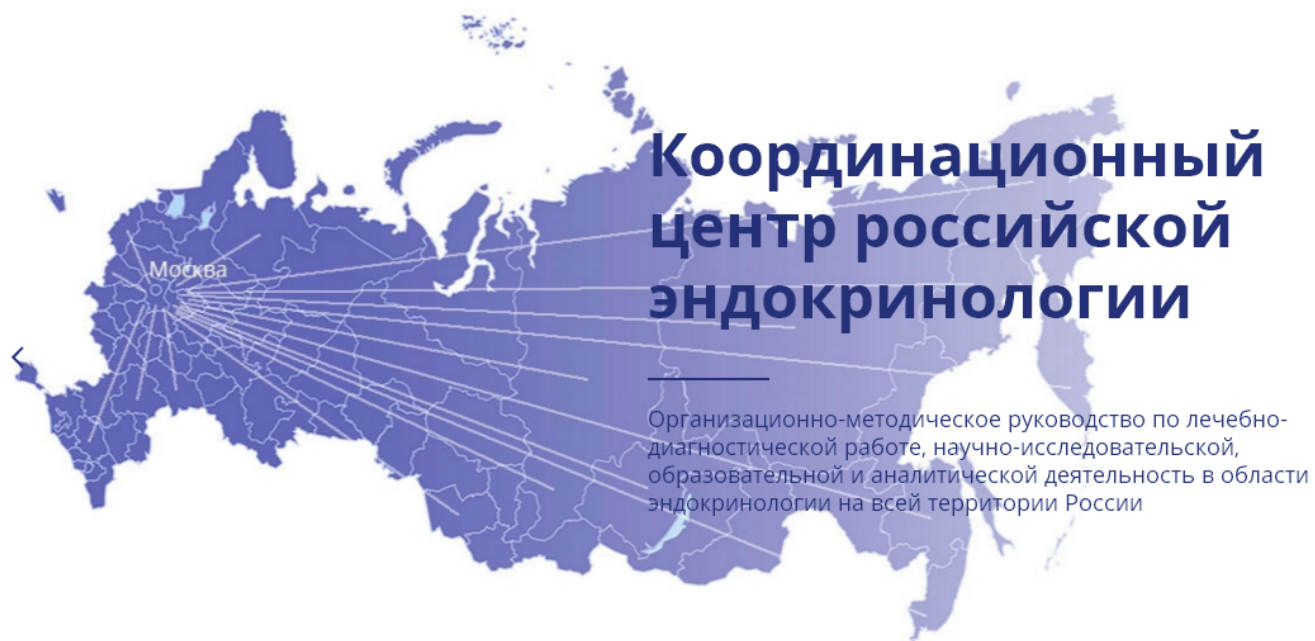 Москва
Координационный
центр российской
эндокринологии
Организационно-методическое руководство по лечебно-
диагностической работе, научно-исследовательской,
образовательной и аналитической деятельность в области
эндокринологии на всей территории России